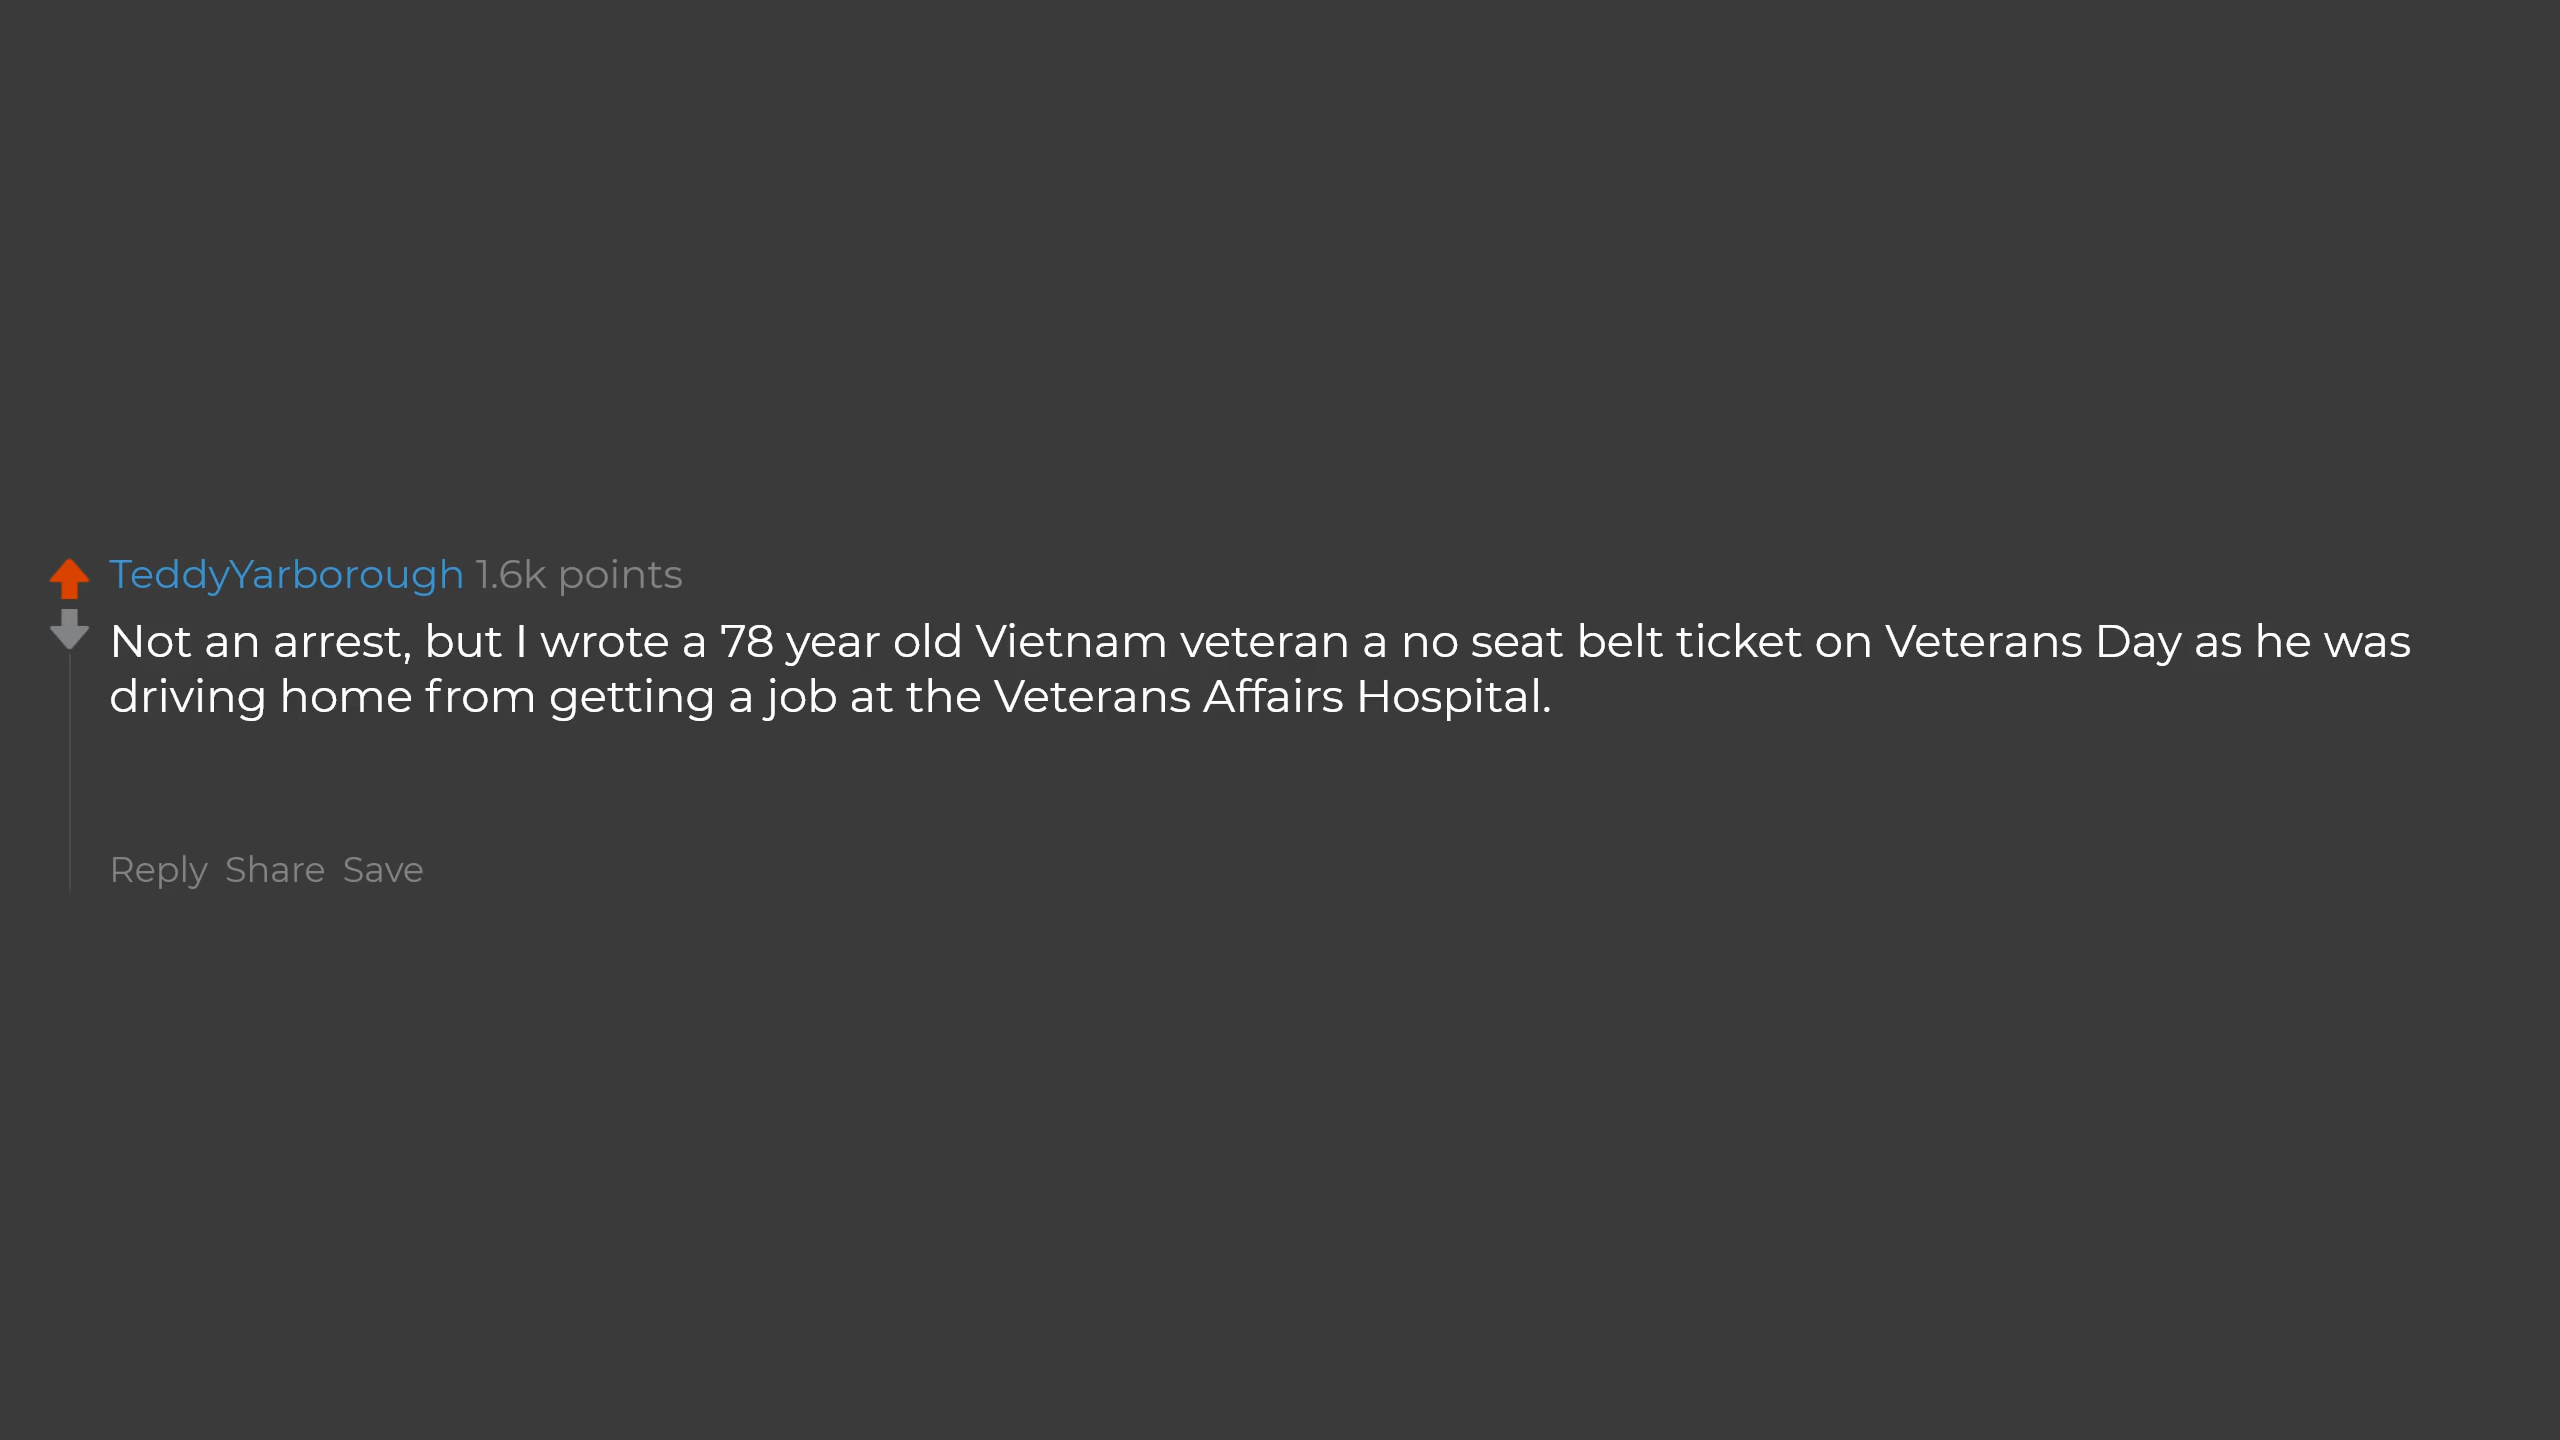 TeddyYarborough 1.6k points
Not an arrest, but I wrote a 78 year old Vietnam veteran a no seat belt ticket on Veterans Day as he was
driving home from getting a job at the Veterans Affairs Hospital.
Reply Share Save